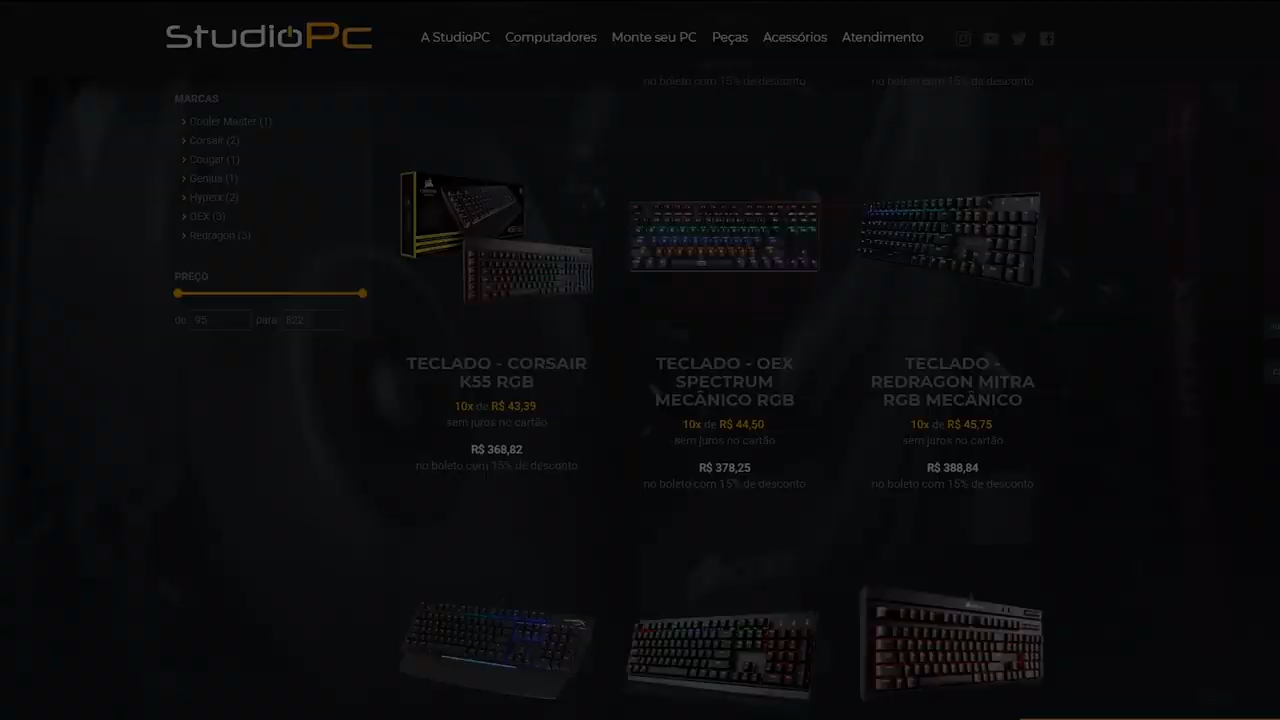 StudioPC
A StudioPC Computadores Monte seu PC Peças Acessórios Atendimento
no boleto com 15% de desconto
no boleto com 15% de desconto
MARCAS
Cooler Master (1)
Corsair (2)
Cougar (1)
Genius (1)
Hyperx (2)
OEX (3)
Redragon (3)
PREÇO
de 95 para 822
TECLADO - CORSAIR
K55 RGB
10x de R$ 43,39
sem juros no cartão
R$ 368,82
no boleto com 15% de desconto
TECLADO - OEX
SPECTRUM
MECÂNICO RGB
10x de R$ 44,50
sem juros no cartão
R$ 378,25
no boleto com 15% de desconto
TECLADO -
REDRAGON MITRA
RGB MECÂNICO
10x de R$ 45,75
sem juros no cartão
R$ 388,84
no boleto com 15% de desconto